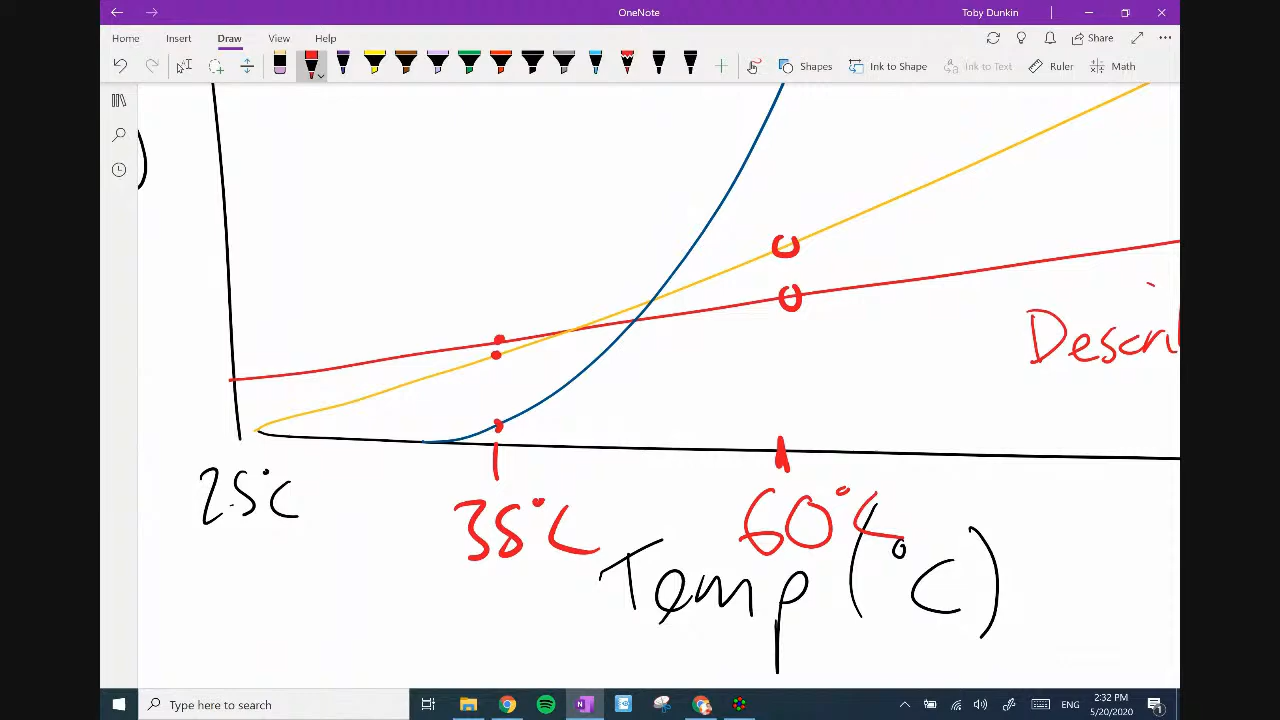 OneNote
Toby Dunkin
Home Insert Draw View Help
Share
Shapes Ink to Shape Ink to Text Ruler Math
)
Descri
25°C
38°C
60°C
Temp (°C)
Type here to search
ENG
2:32 PM
5/20/2020
1